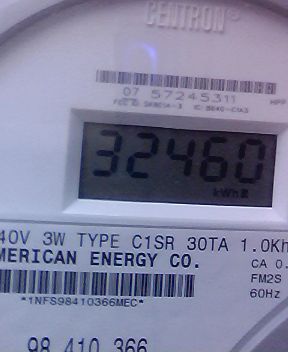 CENTRON®
07 57245311
HPP
32460
kWh
40V 3W TYPE C1SR 30TA 1.0Kh
MERICAN ENERGY CO.
CA 0.
FM2S
60Hz
*1NFS98410366MEC*
98 410 366